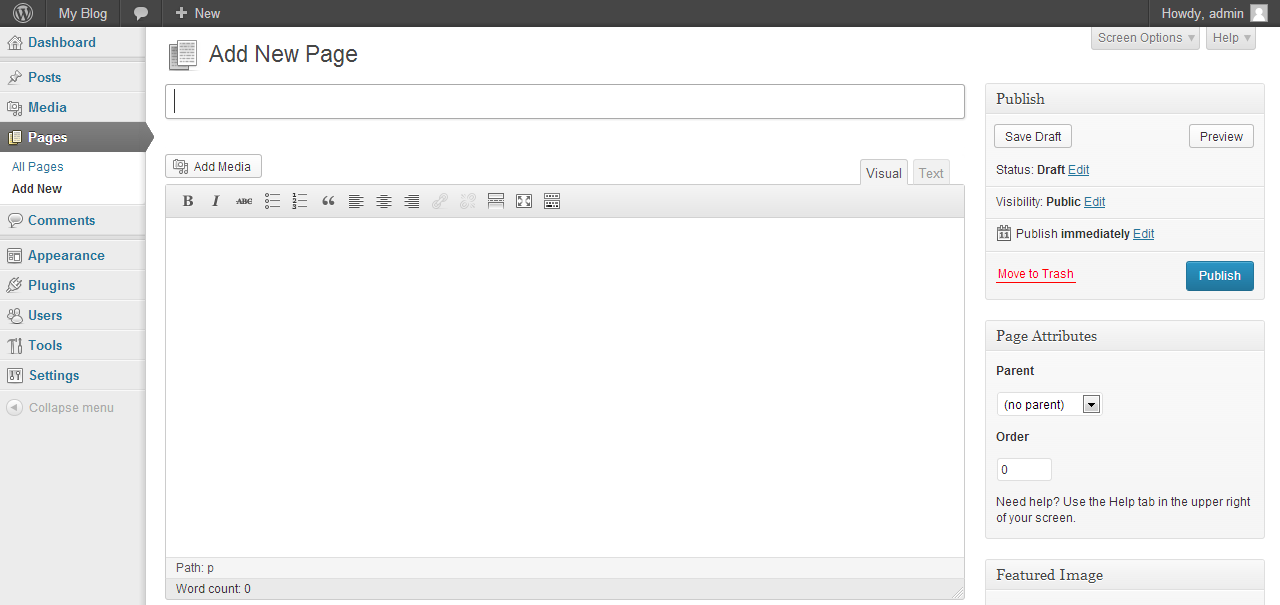 My Blog
New
Howdy, admin
Dashboard
Posts
Media
Pages
All Pages
Add New
Comments
Appearance
Plugins
Users
Tools
Settings
Collapse menu
Screen Options
Help
Add New Page
Add Media
Visual
Text
B I ABC
Path: p
Word count: 0
Publish
Save Draft
Preview
Status: Draft Edit
Visibility: Public Edit
11 Publish immediately Edit
Move to Trash
Publish
Page Attributes
Parent
(no parent)
Order
0
Need help? Use the Help tab in the upper right
of your screen.
Featured Image